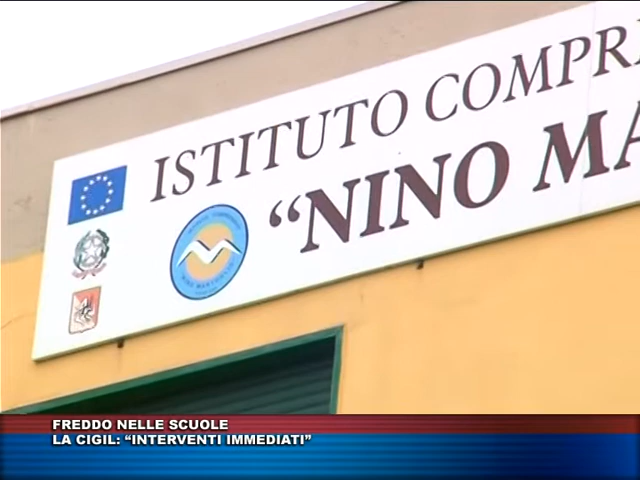 ISTITUTO COMPR
"NINO MA
FREDDO NELLE SCUOLE
LA CIGIL: “INTERVENTI IMMEDIATI”